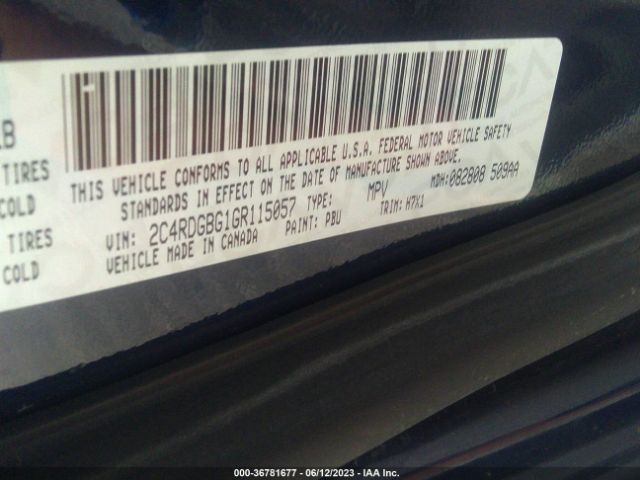 LB
TIRES
COLD
TIRES
COLD
THIS VEHICLE CONFORMS TO ALL APPLICABLE U.S.A. FEDERAL MOTOR VEHICLE SAFETY
STANDARDS IN EFFECT ON THE DATE OF MANUFACTURE SHOWN ABOVE.
VIN: 2C4RDGBG1GR115057 TYPE: MPV MDH: 082808 509AA
VEHICLE MADE IN CANADA PAINT: PBU TRIM: H7X1
000-36781677 - 06/12/2023 - IAA Inc.